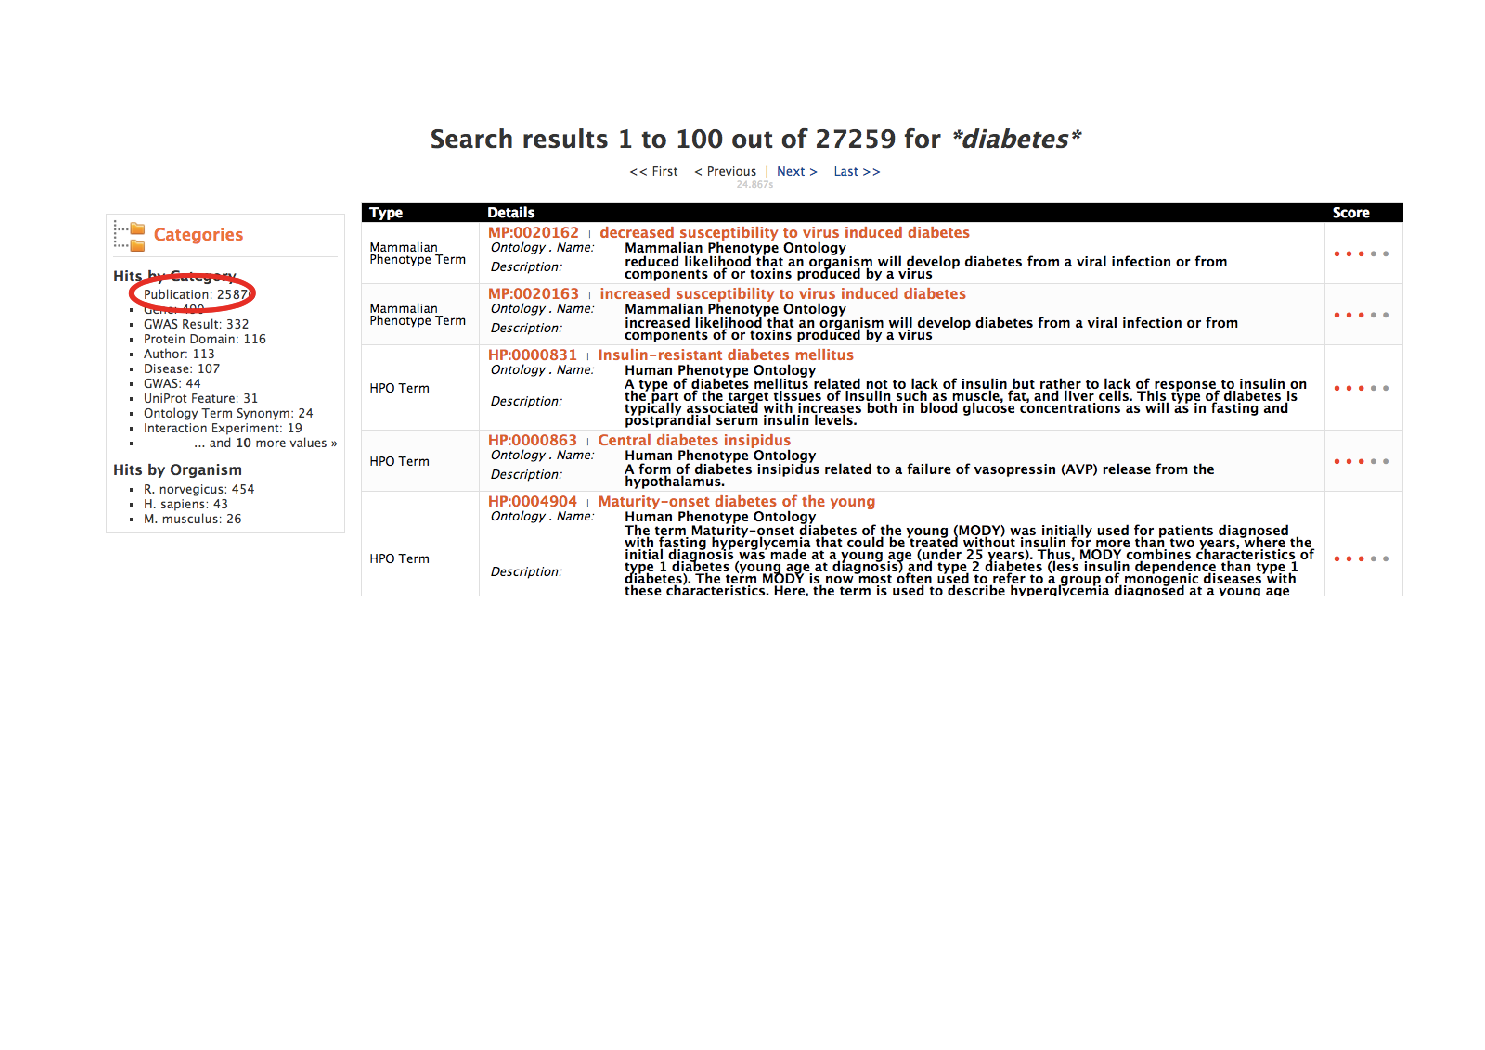 Search results 1 to 100 out of 27259 for *diabetes*
<< First < Previous | Next > Last >>
24.867s
Categories
Hits by Category
Publication: 2587
Gene: 499
GWAS Result: 332
Protein Domain: 116
Author: 113
Disease: 107
GWAS: 44
UniProt Feature: 31
Ontology Term Synonym: 24
Interaction Experiment: 19
... and 10 more values »
Hits by Organism
R. norvegicus: 454
H. sapiens: 43
M. musculus: 26
Type Details Score
Mammalian
Phenotype Term
MP:0020162 | decreased susceptibility to virus induced diabetes
Ontology . Name: Mammalian Phenotype Ontology
Description: reduced likelihood that an organism will develop diabetes from a viral infection or from
components of or toxins produced by a virus
Mammalian
Phenotype Term
MP:0020163 | increased susceptibility to virus induced diabetes
Ontology . Name: Mammalian Phenotype Ontology
Description: increased likelihood that an organism will develop diabetes from a viral infection or from
components of or toxins produced by a virus
HPO Term
HP:0000831 | Insulin-resistant diabetes mellitus
Ontology . Name: Human Phenotype Ontology
Description: A type of diabetes mellitus related not to lack of insulin but rather to lack of response to insulin on
the part of the target tissues of insulin such as muscle, fat, and liver cells. This type of diabetes is
typically associated with increases both in blood glucose concentrations as will as in fasting and
postprandial serum insulin levels.
HPO Term
HP:0000863 | Central diabetes insipidus
Ontology . Name: Human Phenotype Ontology
Description: A form of diabetes insipidus related to a failure of vasopressin (AVP) release from the
hypothalamus.
HPO Term
HP:0004904 | Maturity-onset diabetes of the young
Ontology . Name: Human Phenotype Ontology
Description: The term Maturity-onset diabetes of the young (MODY) was initially used for patients diagnosed
with fasting hyperglycemia that could be treated without insulin for more than two years, where the
initial diagnosis was made at a young age (under 25 years). Thus, MODY combines characteristics of
type 1 diabetes (young age at diagnosis) and type 2 diabetes (less insulin dependence than type 1
diabetes). The term MODY is now most often used to refer to a group of monogenic diseases with
these characteristics. Here, the term is used to describe hyperglycemia diagnosed at a young age